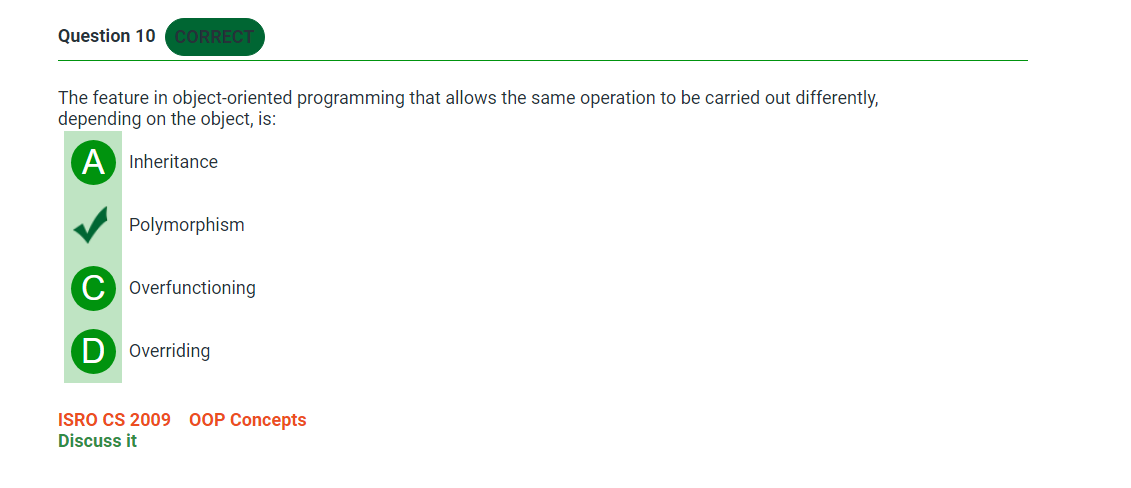 Question 10 CORRECT
The feature in object-oriented programming that allows the same operation to be carried out differently,
depending on the object, is:
A Inheritance
Polymorphism
C Overfunctioning
D Overriding
ISRO CS 2009 OOP Concepts
Discuss it